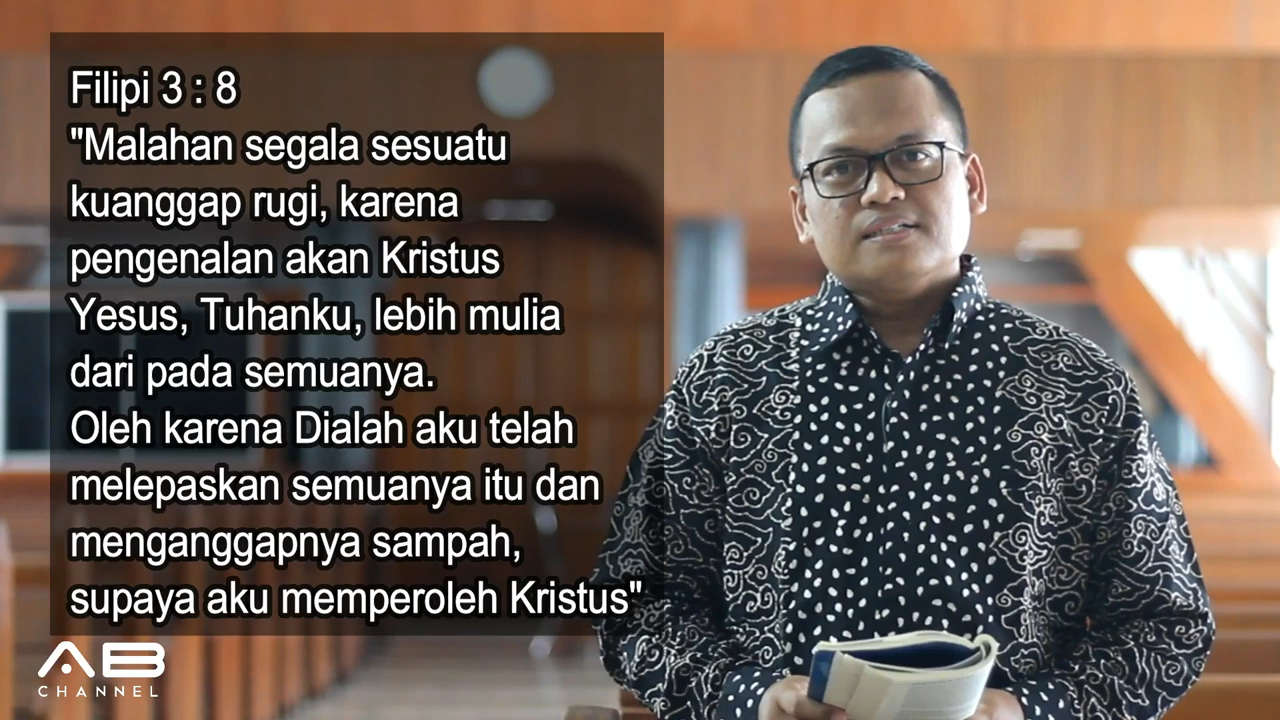 Filipi 3 : 8
"Malahan segala sesuatu
kuanggap rugi, karena
pengenalan akan Kristus
Yesus, Tuhanku, lebih mulia
dari pada semuanya.
Oleh karena Dialah aku telah
melepaskan semuanya itu dan
menganggapnya sampah,
supaya aku memperoleh Kristus"
AB
CHANNEL